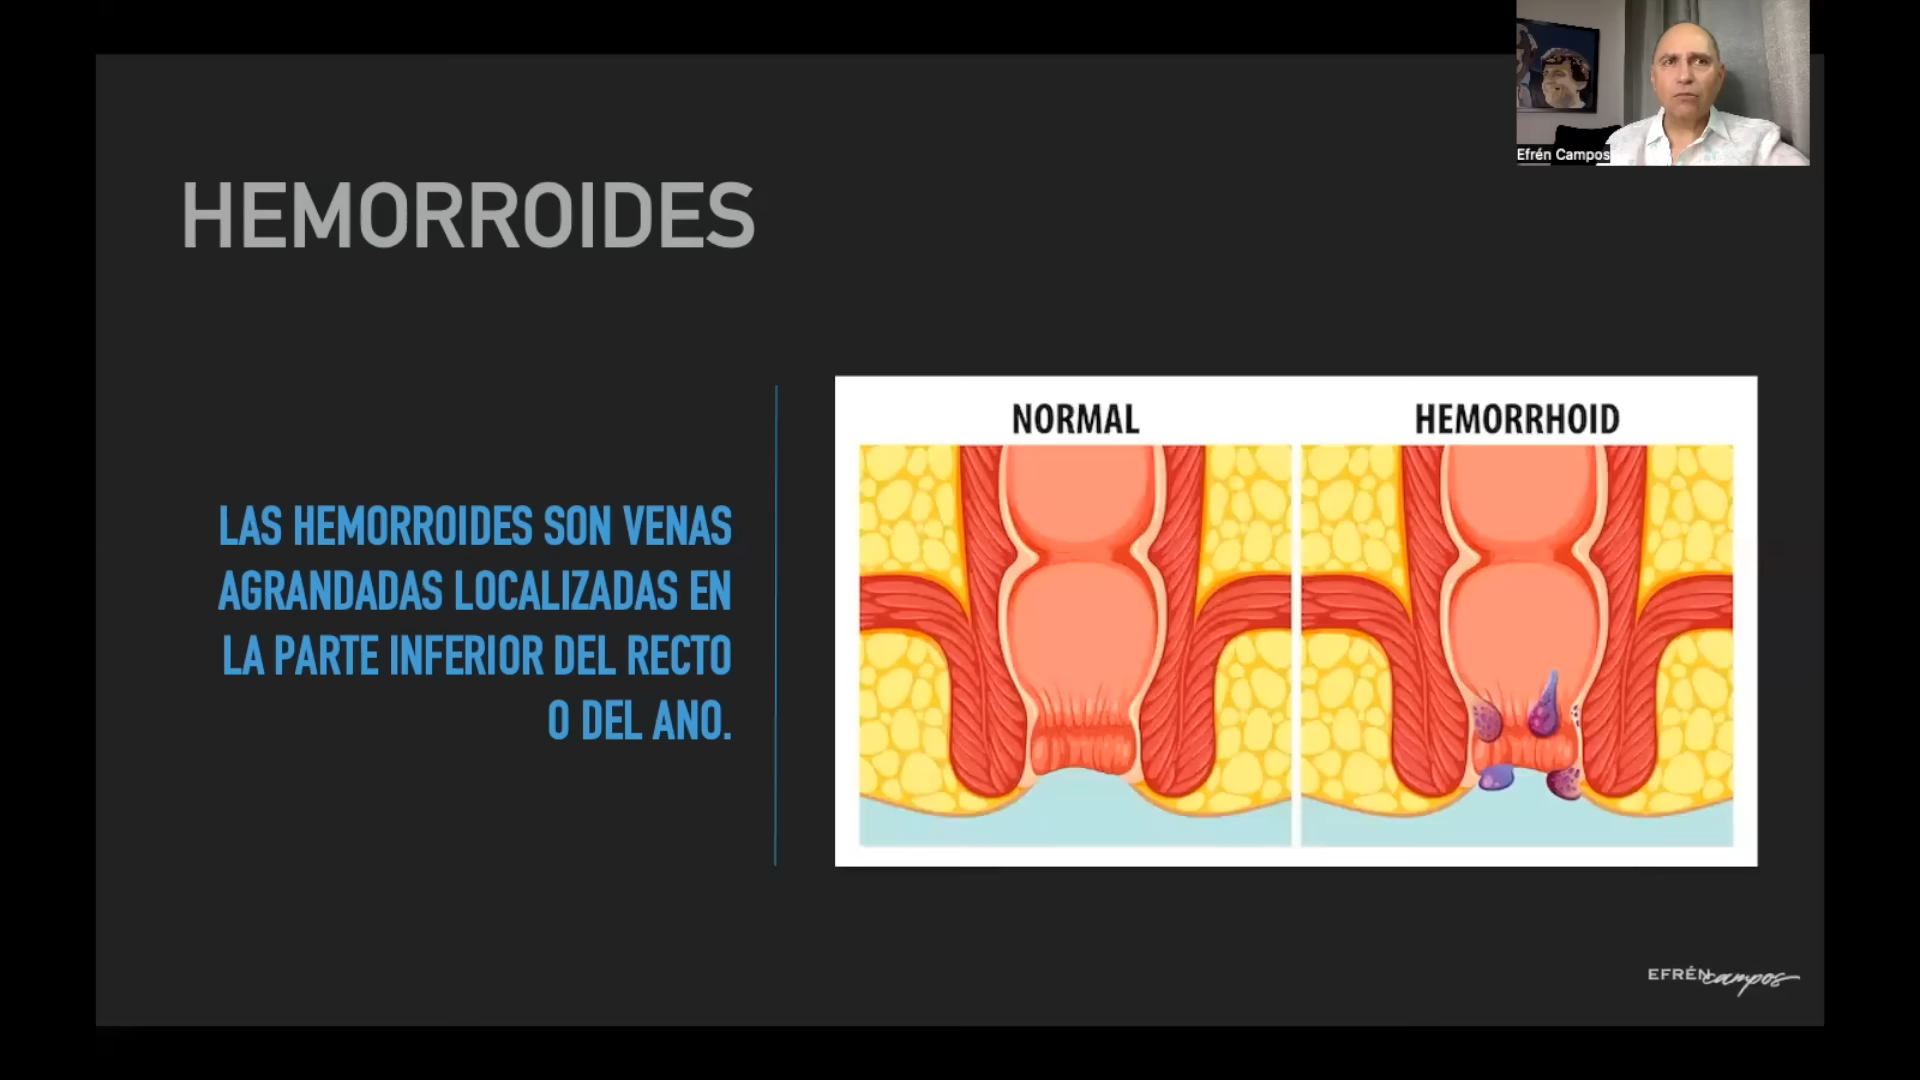 Efrén Campos
HEMORROIDES
LAS HEMORROIDES SON VENAS
AGRANDADAS LOCALIZADAS EN
LA PARTE INFERIOR DEL RECTO
O DEL ANO.
NORMAL
HEMORRHOID
EFRÉN campos